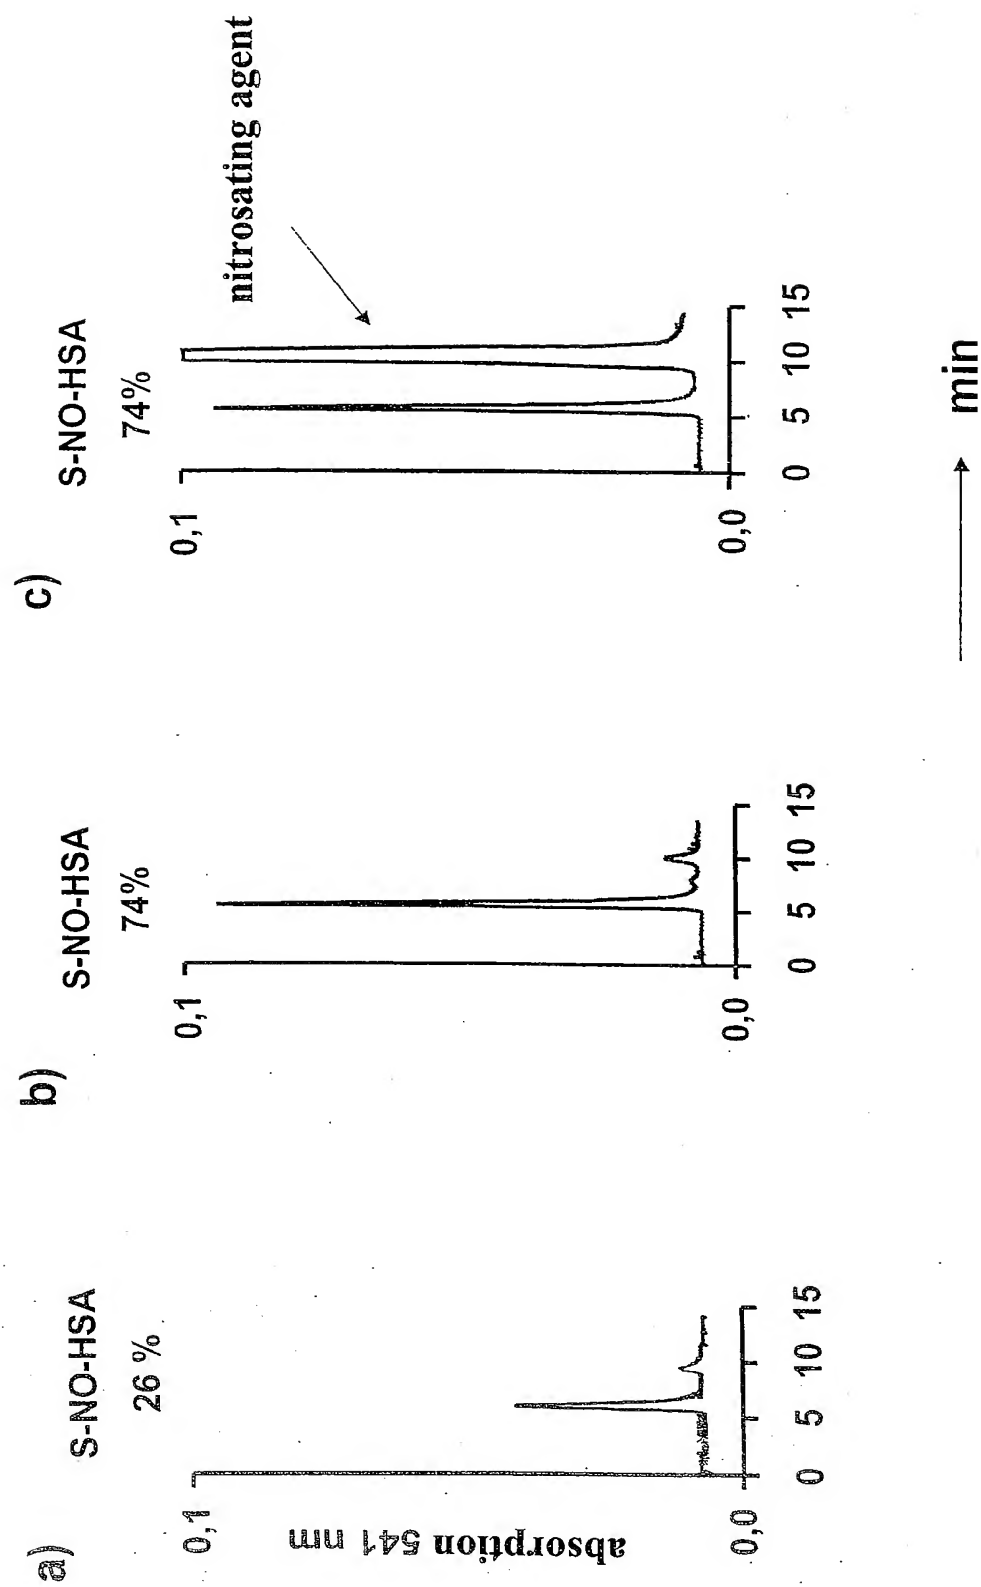 a)
S-NO-HSA
26 %
0,1
absorption 541 nm
0,0
0 5 10 15
b)
S-NO-HSA
74%
0,1
0,0
0 5 10 15
c)
S-NO-HSA
74%
nitrosating agent
0,1
0,0
0 5 10 15
min